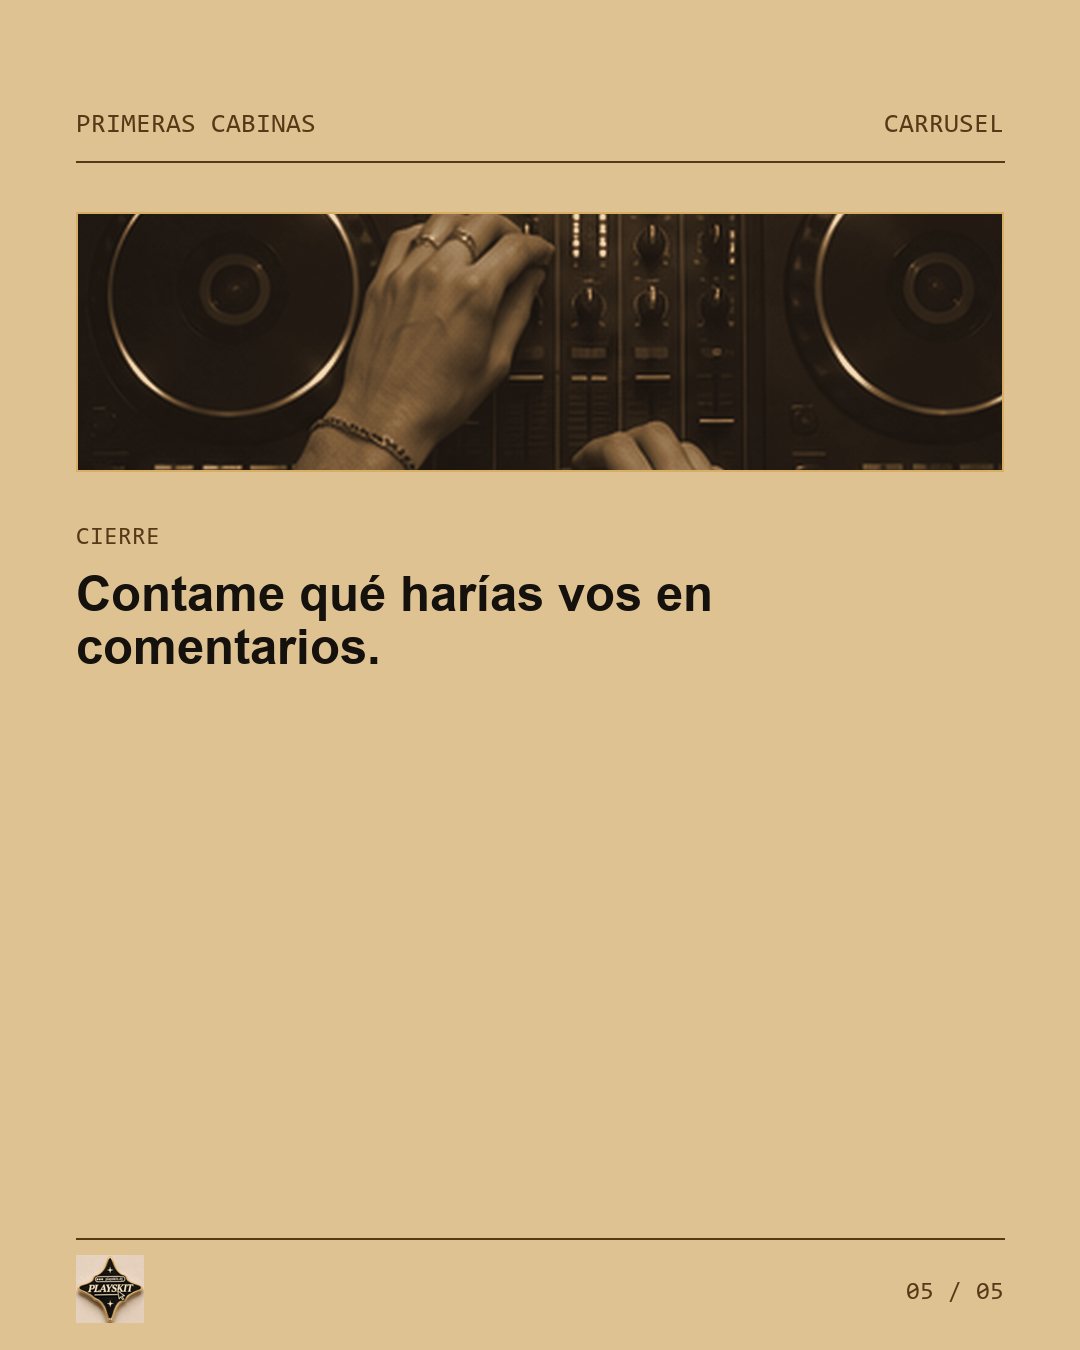 PRIMERAS CABINAS
CARRUSEL
CIERRE
Contame qué harías vos en
comentarios.
PLAYSKIT
05 / 05